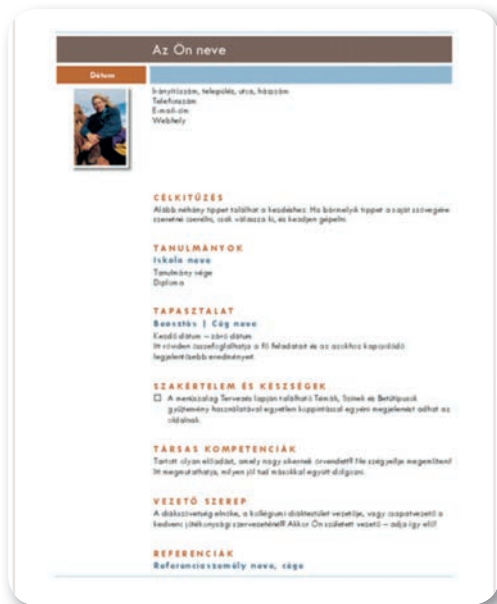 Az Ön neve
Dátum
Irányítószám, település, utca, házszám
Telefonszám
E-mail-cím
Webhely
CÉLKITŰZÉS
Alább néhány tippet találhat a kezdéshez. Ha bármelyik tippet a saját szövegére
szeretné cserélni, csak válassza ki, és kezdjen gépelni.
TANULMÁNYOK
Iskola neve
Tanulmány vége
Diploma
TAPASZTALAT
Beosztás | Cég neve
Kezdő dátum – záró dátum
Itt röviden összefoglalhatja a fő feladatait és az azokhoz kapcsolódó
legjelentősebb eredményeit.
SZAKÉRTELEM ÉS KÉSZSÉGEK
A menüszalag Tervezés lapján található Témák, Színek és Betűtípusok
gyűjtemény használatával egyetlen koppintással egyéni megjelenést adhat az
oldalnak.
TÁRSAS KOMPETENCIÁK
Tartott olyan előadást, amely nagy sikernek örvendett? Ne szégyellje megemlíteni!
Itt megmutathatja, milyen jól tud másokkal együtt dolgozni.
VEZETŐ SZEREP
A diákszövetség elnöke, a kollégiumi diáktestület vezetője, vagy csapatvezető a
kedvenc jótékonysági szervezeténél? Akkor Ön született vezető – adja így elő!
REFERENCIÁK
Referenciaszemély neve, cége